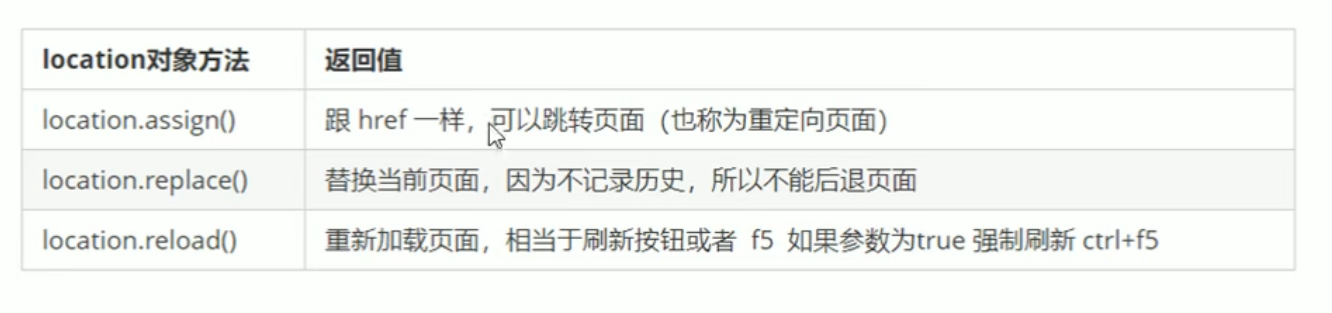 location对象方法 返回值
location.assign() 跟 href 一样，可以跳转页面（也称为重定向页面）
location.replace() 替换当前页面，因为不记录历史，所以不能后退页面
location.reload() 重新加载页面，相当于刷新按钮或者 f5 如果参数为true 强制刷新 ctrl+f5